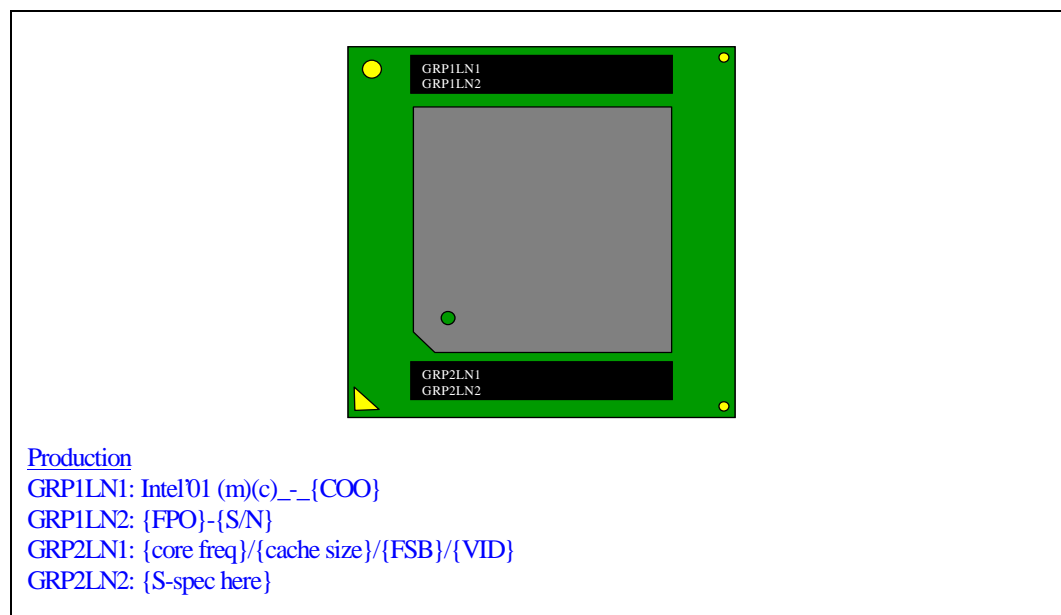 GRP1LN1
GRP1LN2
GRP2LN1
GRP2LN2
Production
GRP1LN1: Intel'01 (m)(c)_-_{COO}
GRP1LN2: {FPO}-{S/N}
GRP2LN1: {core freq}/{cache size}/{FSB}/{VID}
GRP2LN2: {S-spec here}